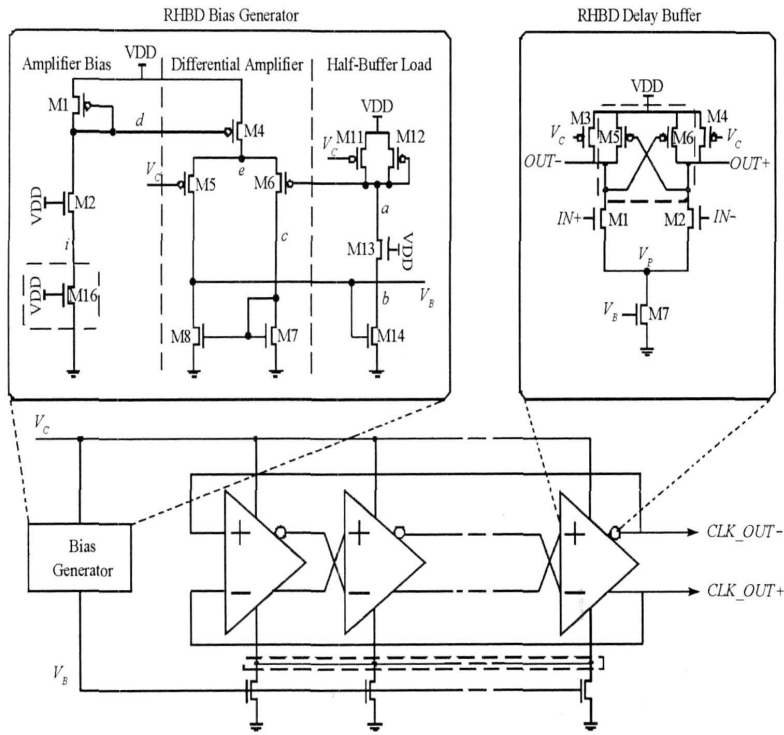 RHBD Bias Generator
RHBD Delay Buffer
Amplifier Bias
Differential Amplifier
Half-Buffer Load
VDD
M1
d
M4
e
VDD
M2
i
VDD
M16
V_C
M5
M6
c
M8
M7
VDD
M11
M12
V_C
a
M13
VDD
b
V_B
M14
VDD
M3
M4
V_C
M5
M6
V_C
OUT−
OUT+
IN+
M1
M2
IN−
V_P
V_B
M7
V_C
Bias
Generator
V_B
+
−
+
−
+
−
CLK_OUT−
CLK_OUT+